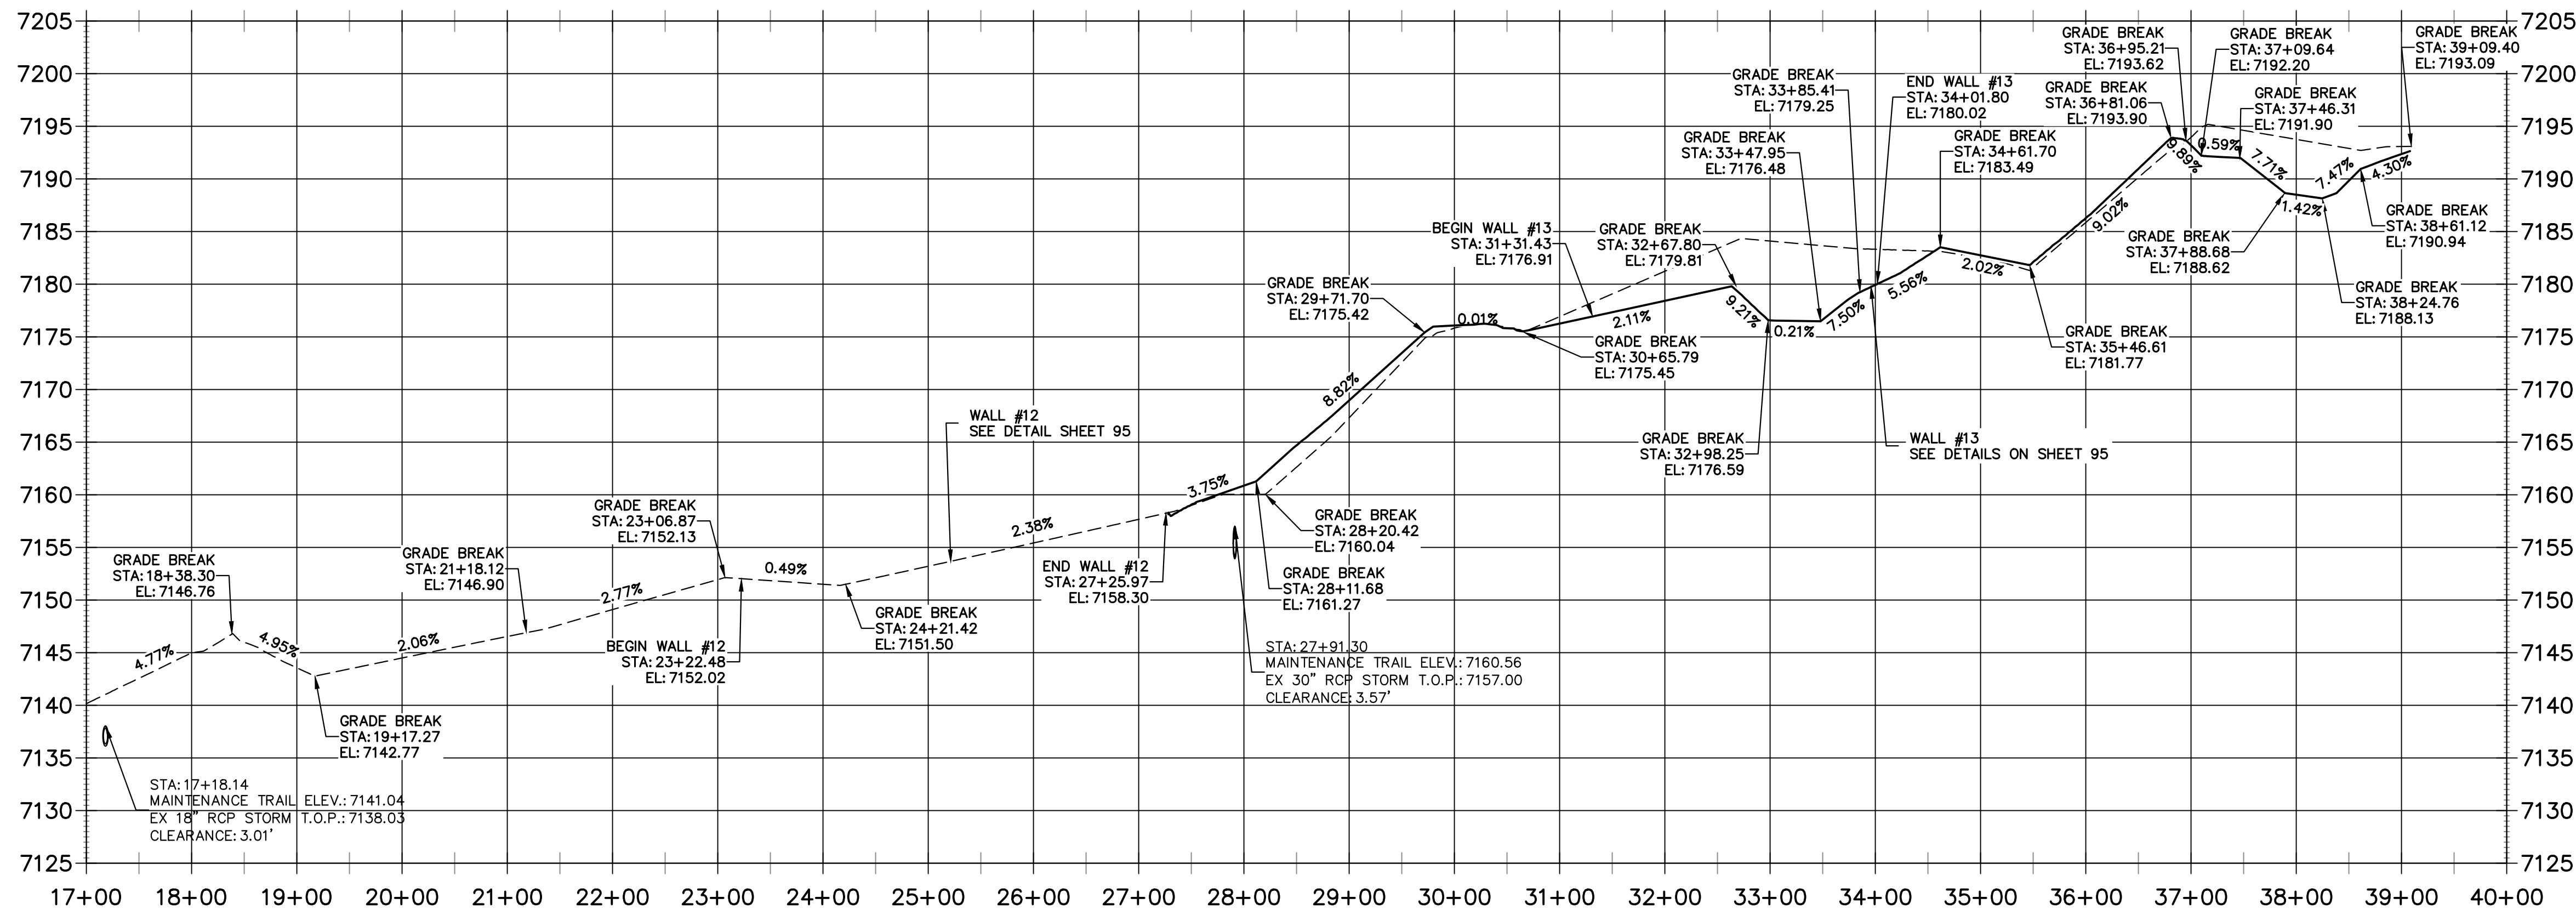 7205
7200
7195
7190
7185
7180
7175
7170
7165
7160
7155
7150
7145
7140
7135
7130
7125
GRADE BREAK
STA: 18+38.30
EL: 7146.76
4.77%
4.95%
GRADE BREAK
STA: 19+17.27
EL: 7142.77
STA: 17+18.14
MAINTENANCE TRAIL ELEV.: 7141.04
EX 18" RCP STORM T.O.P.: 7138.03
CLEARANCE: 3.01'
2.06%
GRADE BREAK
STA: 21+18.12
EL: 7146.90
2.77%
GRADE BREAK
STA: 23+06.87
EL: 7152.13
0.49%
BEGIN WALL #12
STA: 23+22.48
EL: 7152.02
GRADE BREAK
STA: 24+21.42
EL: 7151.50
WALL #12
SEE DETAIL SHEET 95
2.38%
END WALL #12
STA: 27+25.97
EL: 7158.30
3.75%
GRADE BREAK
STA: 28+20.42
EL: 7160.04
GRADE BREAK
STA: 28+11.68
EL: 7161.27
STA: 27+91.30
MAINTENANCE TRAIL ELEV.: 7160.56
EX 30" RCP STORM T.O.P.: 7157.00
CLEARANCE: 3.57'
8.82%
GRADE BREAK
STA: 29+71.70
EL: 7175.42
0.01%
GRADE BREAK
STA: 30+65.79
EL: 7175.45
BEGIN WALL #13
STA: 31+31.43
EL: 7176.91
2.11%
GRADE BREAK
STA: 32+67.80
EL: 7179.81
9.21%
GRADE BREAK
STA: 32+98.25
EL: 7176.59
0.21%
GRADE BREAK
STA: 33+47.95
EL: 7176.48
7.50%
GRADE BREAK
STA: 33+85.41
EL: 7179.25
END WALL #13
STA: 34+01.80
EL: 7180.02
WALL #13
SEE DETAILS ON SHEET 95
5.56%
GRADE BREAK
STA: 34+61.70
EL: 7183.49
2.02%
GRADE BREAK
STA: 35+46.61
EL: 7181.77
9.02%
GRADE BREAK
STA: 36+81.06
EL: 7193.90
GRADE BREAK
STA: 36+95.21
EL: 7193.62
9.89%
GRADE BREAK
STA: 37+09.64
EL: 7192.20
0.59%
GRADE BREAK
STA: 37+46.31
EL: 7191.90
7.71%
GRADE BREAK
STA: 37+88.68
EL: 7188.62
1.42%
GRADE BREAK
STA: 38+24.76
EL: 7188.13
7.47%
GRADE BREAK
STA: 38+61.12
EL: 7190.94
4.30%
GRADE BREAK
STA: 39+09.40
EL: 7193.09
7205
7200
7195
7190
7185
7180
7175
7170
7165
7160
7155
7150
7145
7140
7135
7130
7125
17+00 18+00 19+00 20+00 21+00 22+00 23+00 24+00 25+00 26+00 27+00 28+00 29+00 30+00 31+00 32+00 33+00 34+00 35+00 36+00 37+00 38+00 39+00 40+00